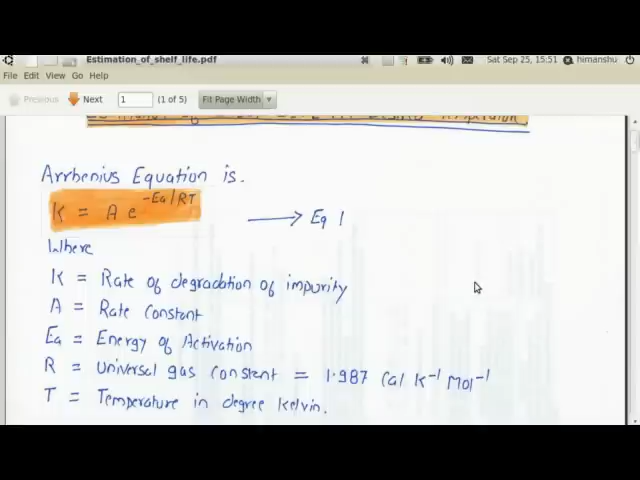 Estimation_of_shelf_life.pdf
Sat Sep 25, 15:51 himanshu
File Edit View Go Help
Previous Next 1 (1 of 5) Fit Page Width
Arrhenius Equation is.
K = A e^-Ea/RT → Eq 1
Where
K = Rate of degradation of impurity
A = Rate Constant
Ea = Energy of Activation
R = Universal gas constant = 1.987 Cal K⁻¹ Mol⁻¹
T = Temperature in degree Kelvin.